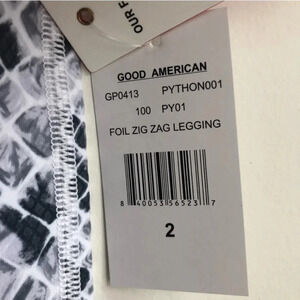 OUR F
GOOD AMERICAN
GP0413 PYTHON001
100 PY01
FOIL ZIG ZAG LEGGING
8 40053 56523 7
2